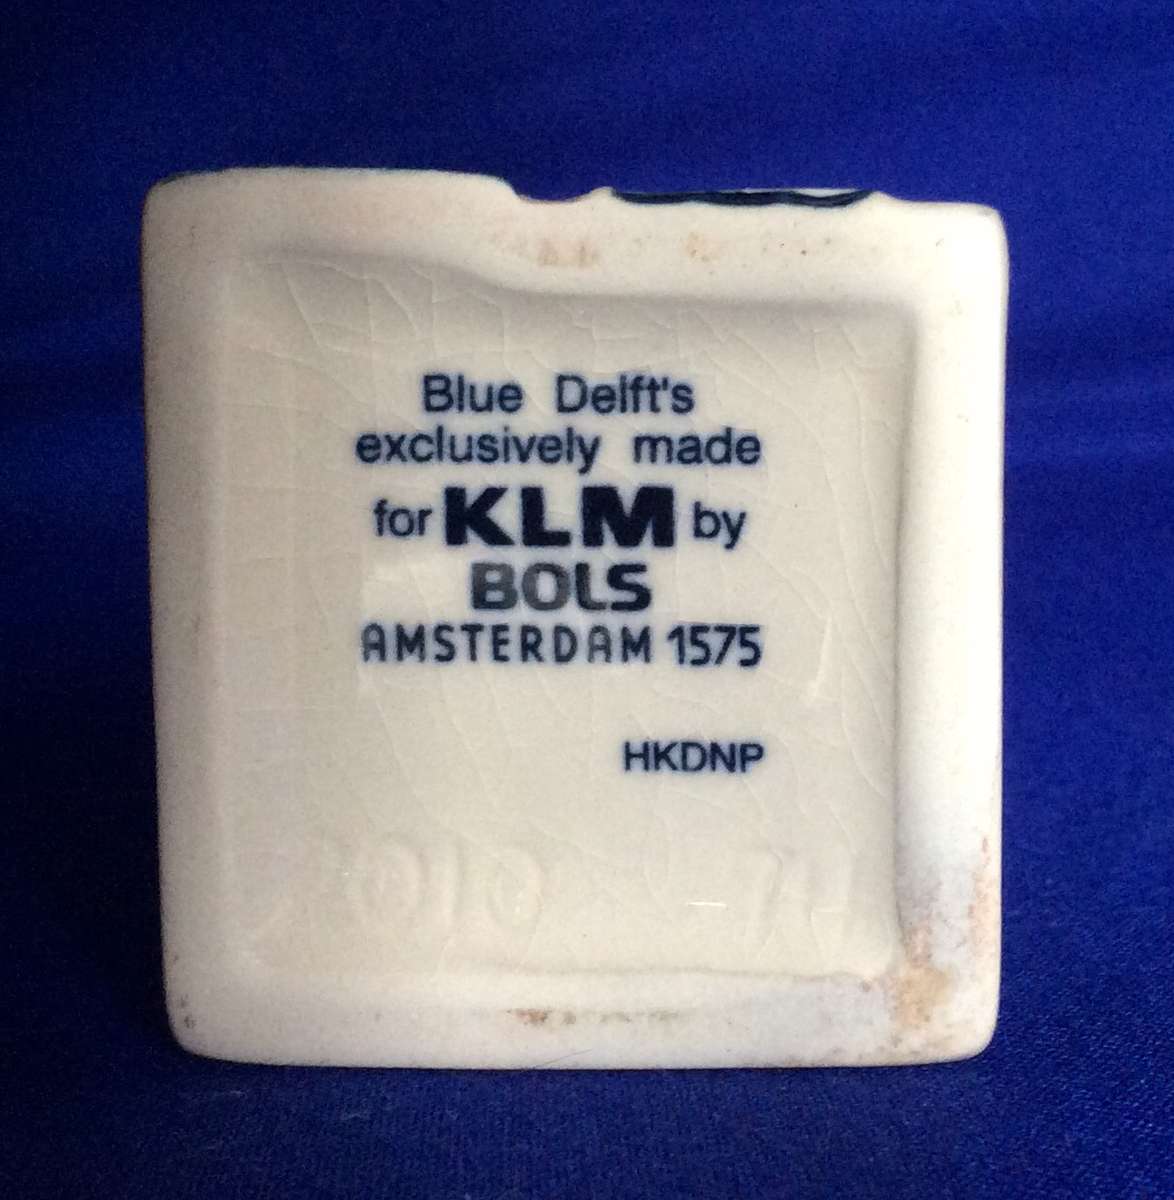 Blue Delft's
exclusively made
for KLM by
BOLS
AMSTERDAM 1575
HKDNP